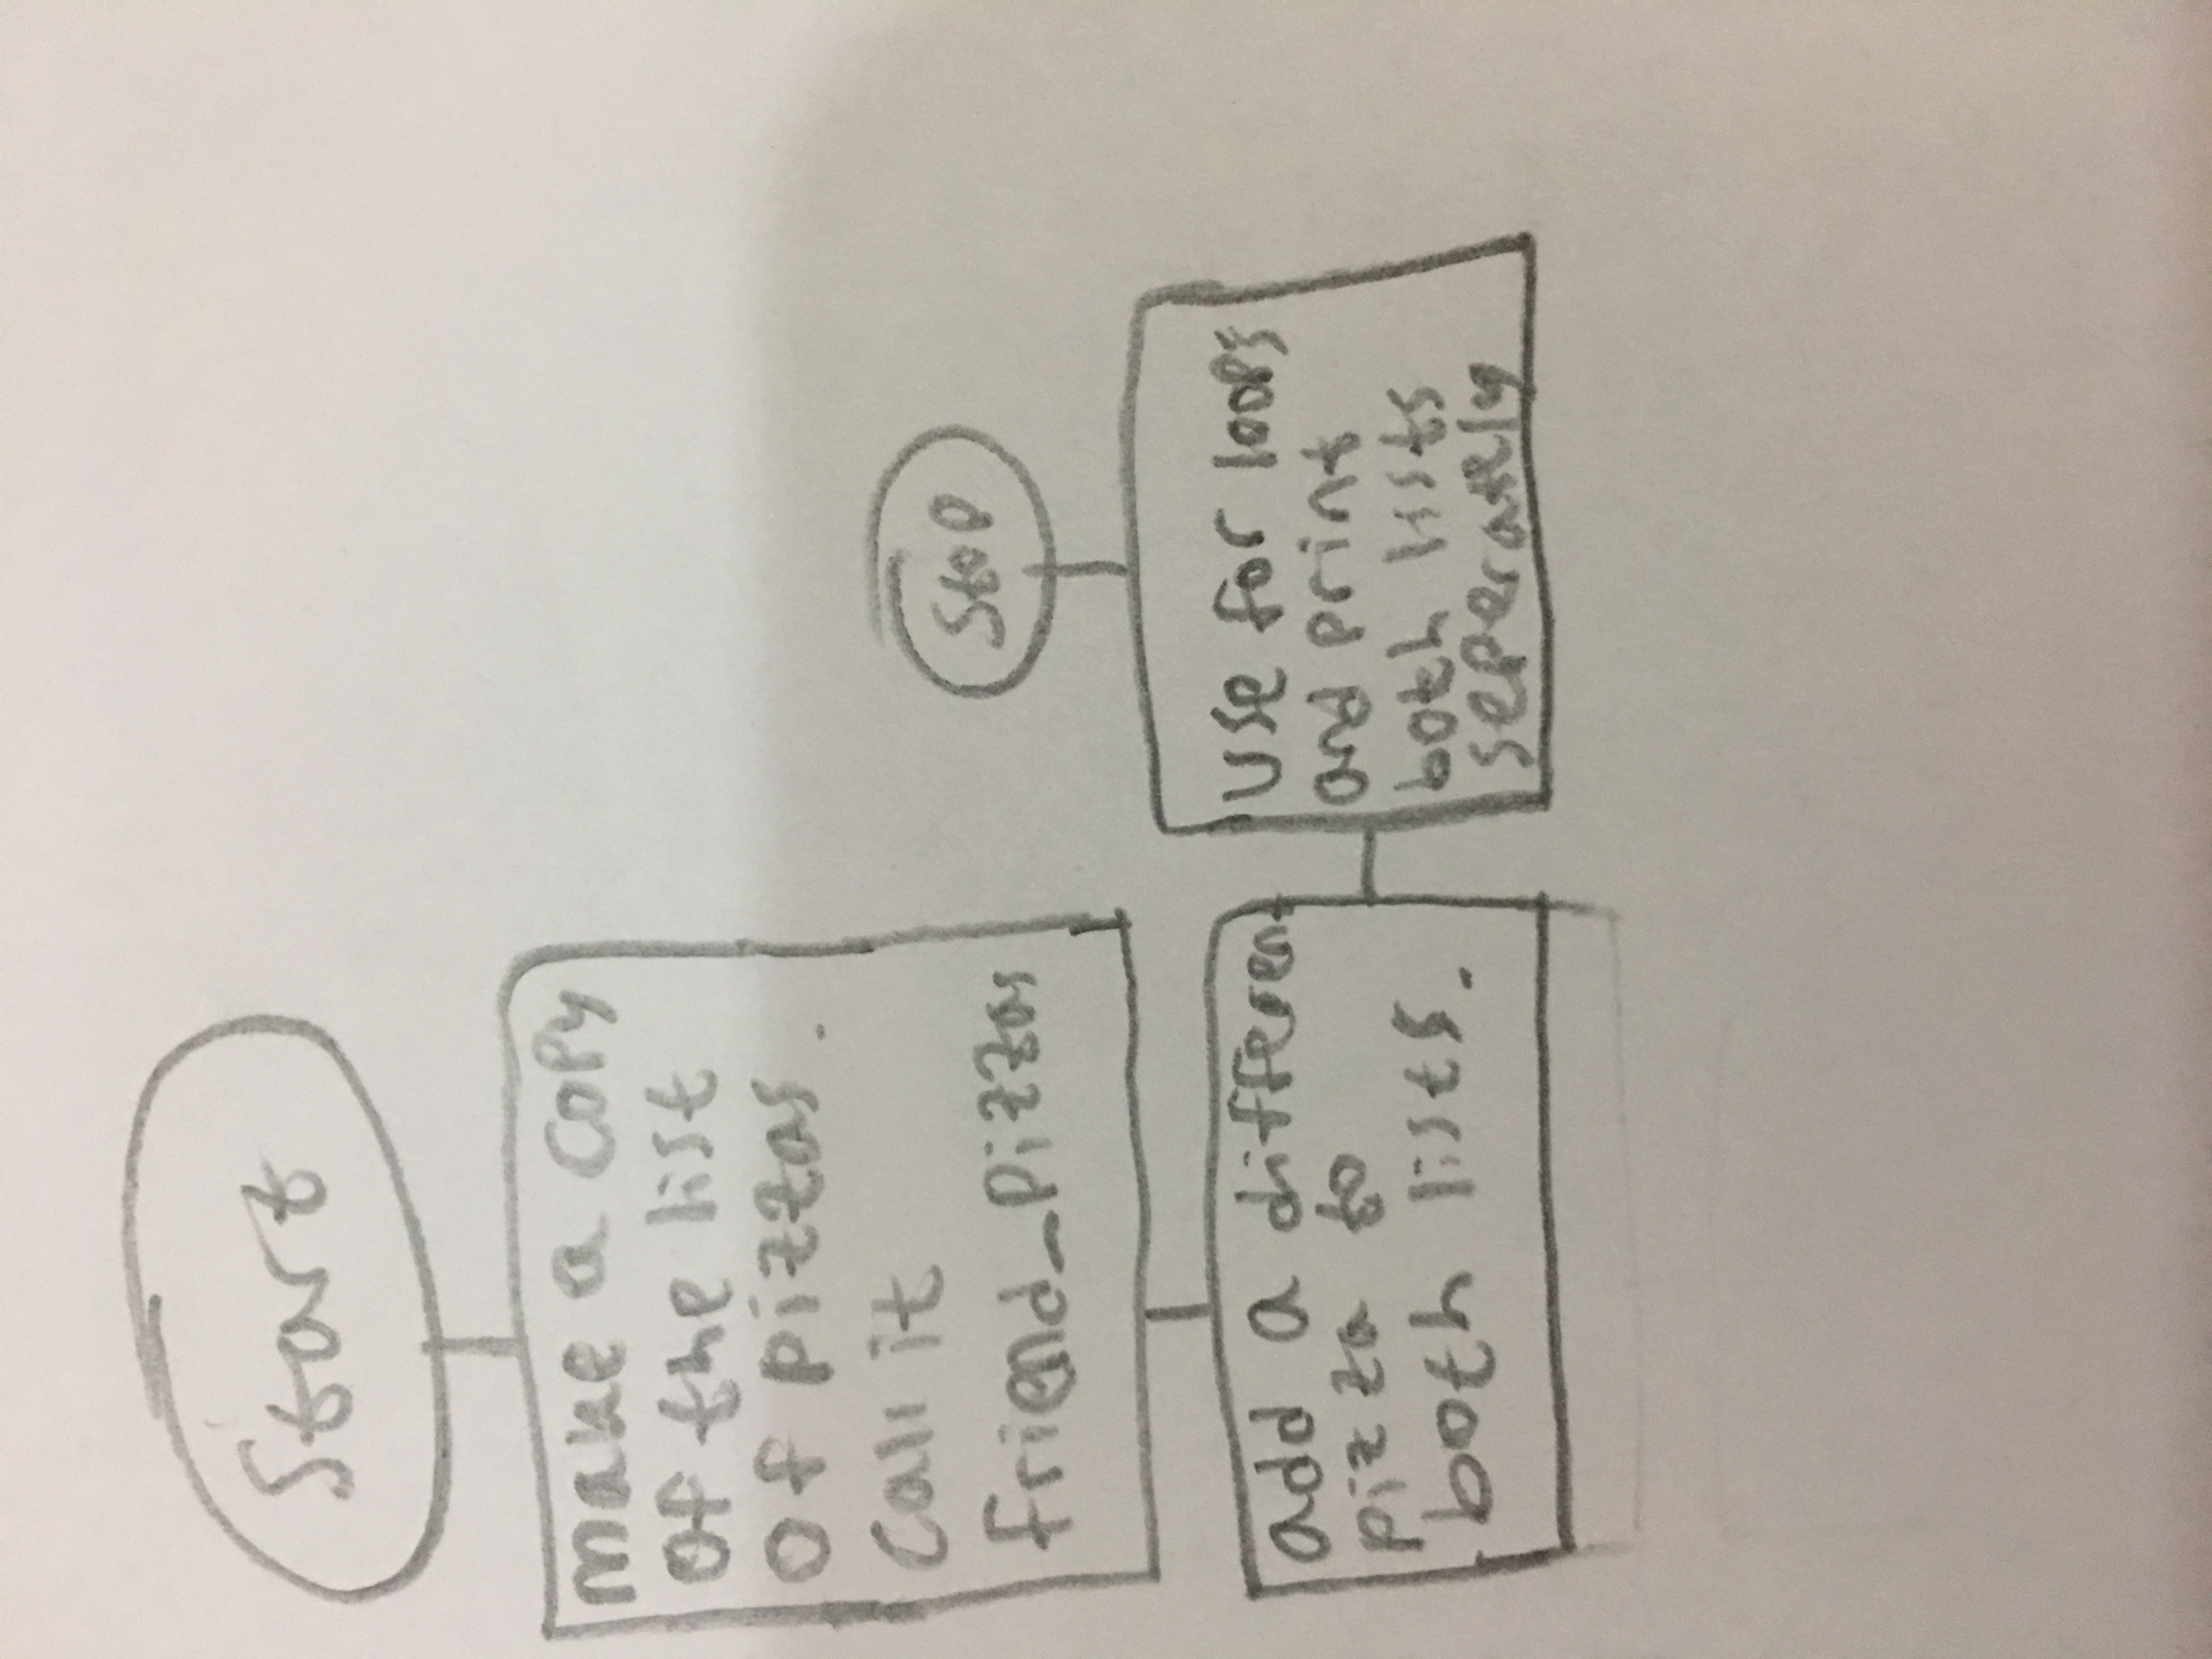 Start
make a copy
of the list
of pizzas.
Call it
friend_pizzas
add a different
pizza to
both lists.
use for loops
and print
both lists
seperately
Stop